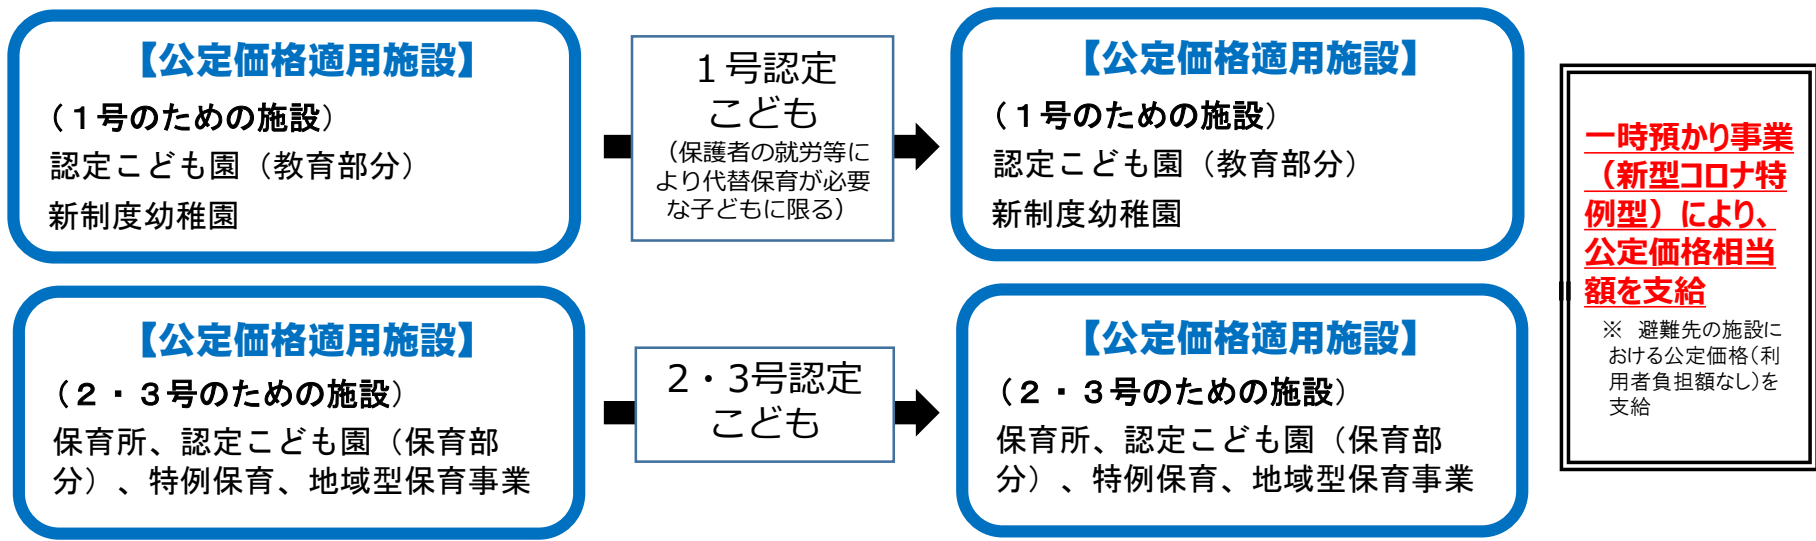 【公定価格適用施設】
（１号のための施設）
認定こども園（教育部分）
新制度幼稚園
１号認定
こども
（保護者の就労等に
より代替保育が必要
な子どもに限る）
【公定価格適用施設】
（１号のための施設）
認定こども園（教育部分）
新制度幼稚園
【公定価格適用施設】
（２・３号のための施設）
保育所、認定こども園（保育部
分）、特例保育、地域型保育事業
2・3号認定
こども
【公定価格適用施設】
（２・３号のための施設）
保育所、認定こども園（保育部
分）、特例保育、地域型保育事業
一時預かり事業
（新型コロナ特
例型）により、
公定価格相当
額を支給
※　避難先の施設に
おける公定価格（利
用者負担額なし）を
支給